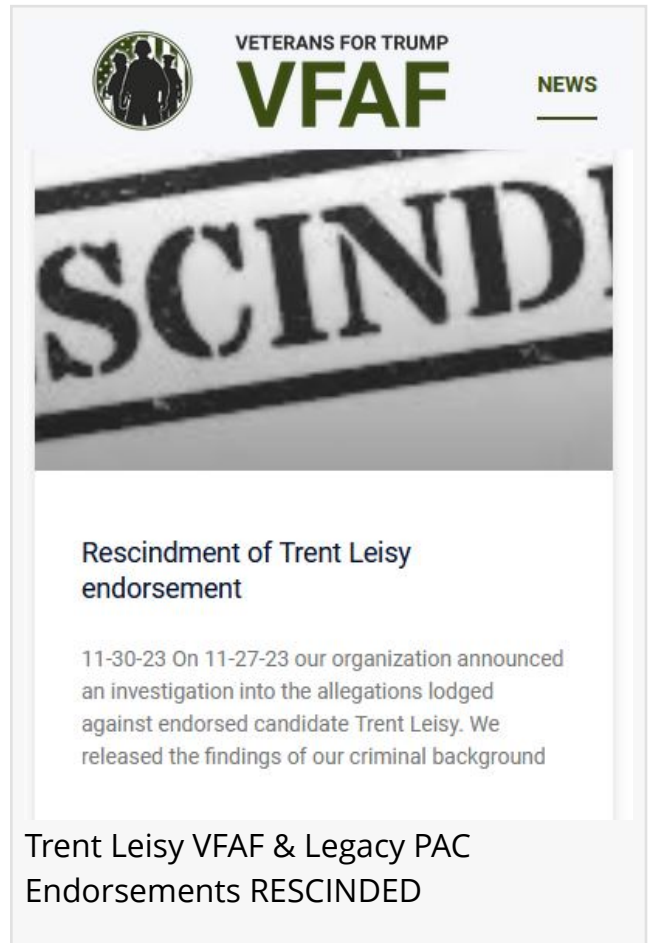 VETERANS FOR TRUMP
VFAF
NEWS
SCIND
Rescindment of Trent Leisy
endorsement
11-30-23 On 11-27-23 our organization announced
an investigation into the allegations lodged
against endorsed candidate Trent Leisy. We
released the findings of our criminal background
Trent Leisy VFAF & Legacy PAC
Endorsements RESCINDED